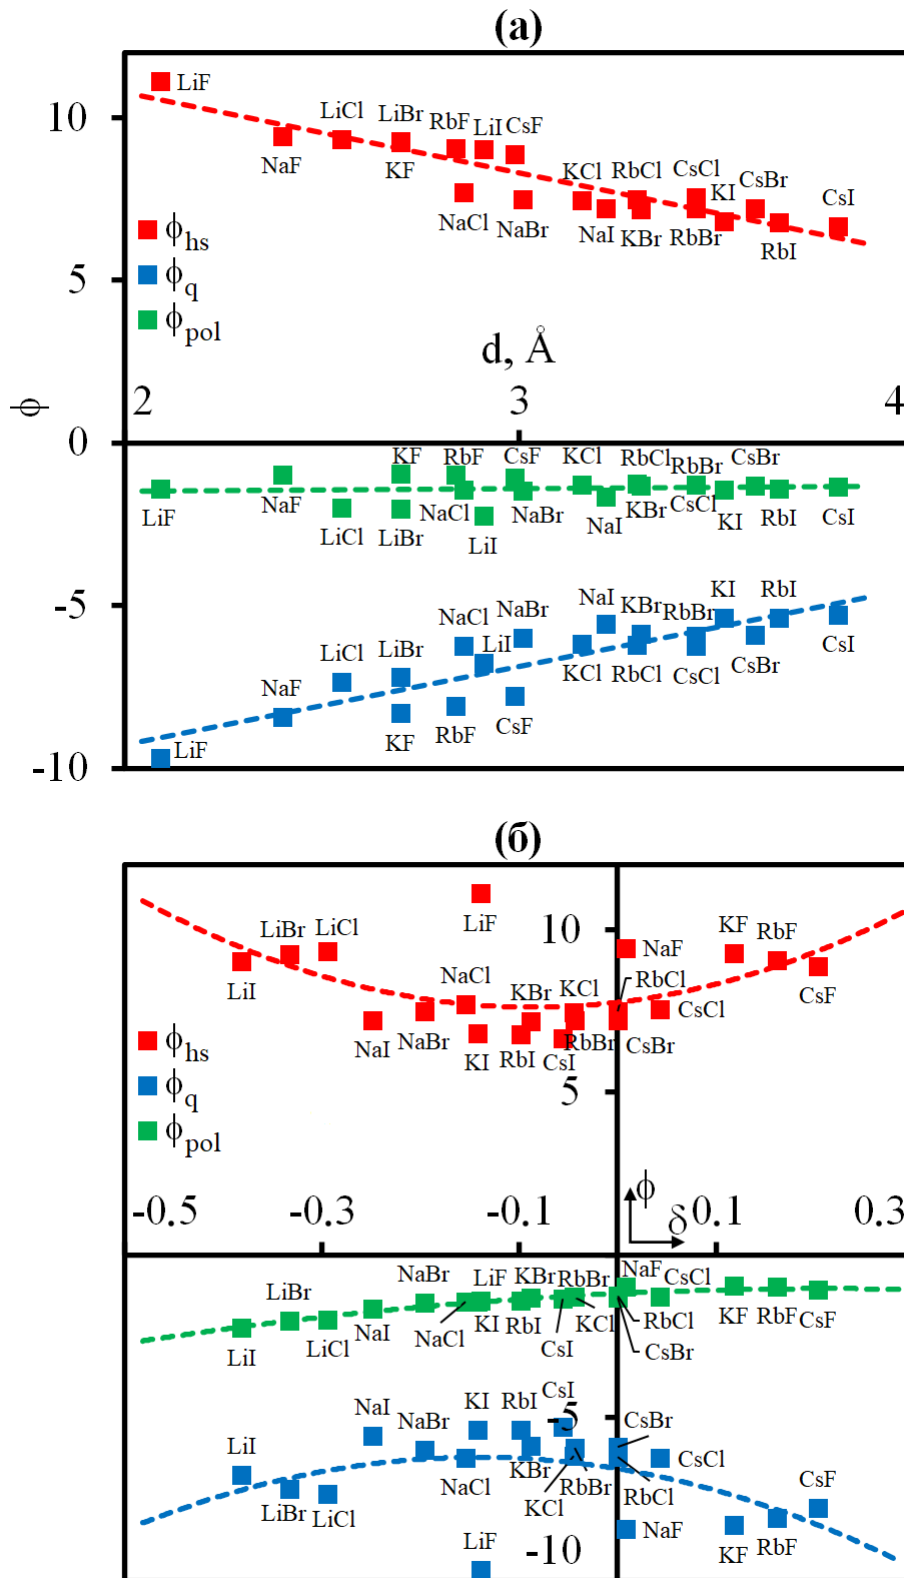 (а)
10
LiF
LiCl
LiBr
RbF
LiI
CsF
NaF
KF
KCl
RbCl
CsCl
KI
CsBr
CsI
NaCl
NaBr
NaI
KBr
RbBr
RbI
5
ϕhs
ϕq
ϕpol
d, Å
2
3
4
ϕ
0
KF
RbF
CsF
KCl
RbCl
RbBr
CsBr
LiF
NaF
NaCl
NaBr
KBr
CsCl
KI
RbI
CsI
LiCl
LiBr
LiI
NaI
-5
NaI
KI
RbI
NaCl
NaBr
KBr
RbBr
LiCl
LiBr
LiI
KCl
RbCl
CsCl
CsBr
CsI
NaF
RbF
CsF
KF
LiF
-10
(б)
LiF
10
LiBr
LiCl
NaF
KF
RbF
LiI
CsF
NaCl
KBr
KCl
RbCl
CsCl
NaI
NaBr
KI
RbI
CsI
RbBr
CsBr
ϕhs
5
ϕq
ϕpol
ϕ
δ
-0.5
-0.3
-0.1
0.1
0.3
LiBr
NaBr
LiF
KBr
RbBr
NaF
CsCl
LiI
LiCl
NaI
NaCl
KI
RbI
CsI
KCl
RbCl
CsBr
KF
RbF
CsF
-5
NaI
NaBr
KI
RbI
CsI
CsBr
LiI
NaCl
KBr
RbBr
CsCl
LiBr
LiCl
KCl
RbCl
CsF
LiF
NaF
KF
RbF
-10